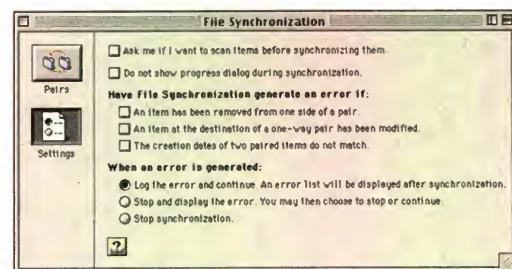 File Synchronization
Pairs
Settings
Ask me if I want to scan items before synchronizing them.
Do not show progress dialog during synchronization.
Have File Synchronization generate an error if:
An item has been removed from one side of a pair.
An item at the destination of a one-way pair has been modified.
The creation dates of two paired items do not match.
When an error is generated:
Log the error and continue. An error list will be displayed after synchronization.
Stop and display the error. You may then choose to stop or continue.
Stop synchronization.
?